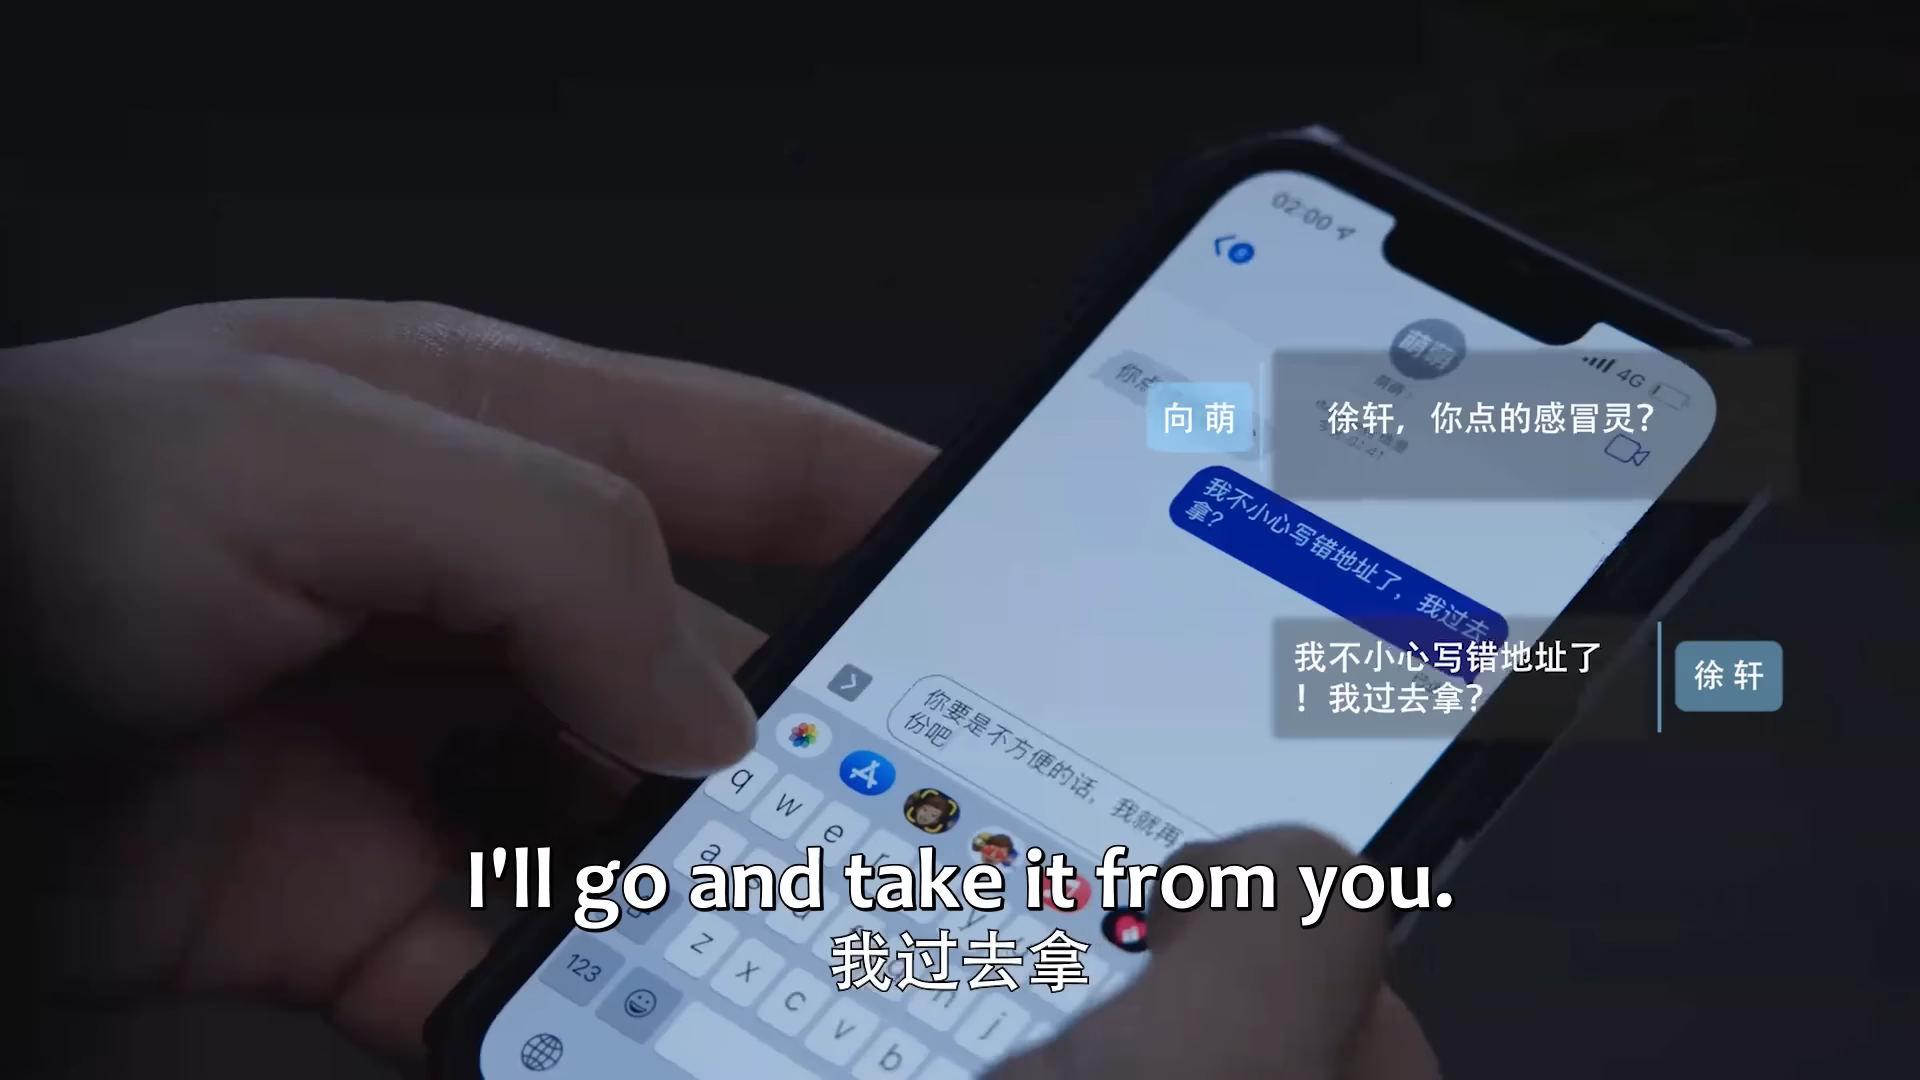 02:00
4G
萌萌
你点
向 萌
徐轩，你点的感冒灵？
我不小心写错地址了，我过去
拿？
我不小心写错地址了
！我过去拿？
徐 轩
你要是不方便的话，我就再
份吧
q w e r
a
y
z x c v b n j
123
I'll go and take it from you.
我过去拿